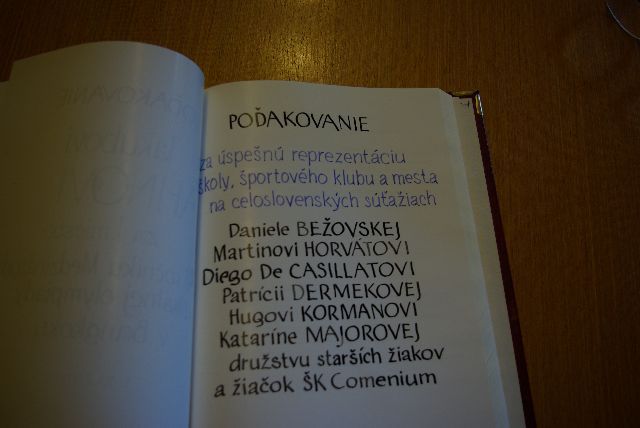 POĎAKOVANIE
za úspešnú reprezentáciu
školy, športového klubu a mesta
na celoslovenských súťažiach
Daniele BEŽOVSKEJ
Martinovi HORVÁTOVI
Diego De CASILLATOVI
Patrícii DERMEKOVEJ
Hugovi KORMANOVI
Kataríne MAJOROVEJ
družstvu starších žiakov
a žiačok ŠK Comenium